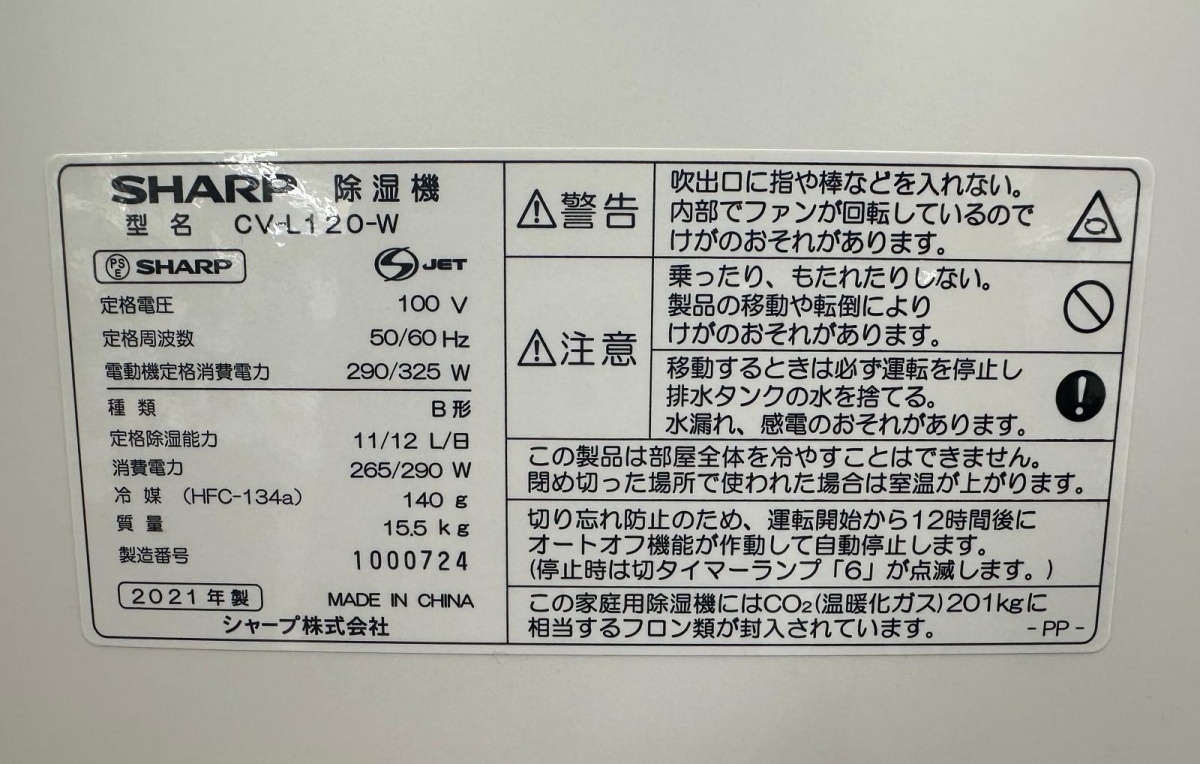 SHARP 除湿機
型名 CV-L120-W
PSE SHARP
S JET
定格電圧 100 V
定格周波数 50/60 Hz
電動機定格消費電力 290/325 W
種類 B形
定格除湿能力 11/12 L/日
消費電力 265/290 W
冷媒 (HFC-134a) 140 g
質量 15.5 kg
製造番号 1000724
2021年製 MADE IN CHINA
シャープ株式会社
⚠警告
吹出口に指や棒などを入れない。
内部でファンが回転しているので
けがのおそれがあります。
⚠注意
乗ったり、もたれたりしない。
製品の移動や転倒により
けがのおそれがあります。
移動するときは必ず運転を停止し
排水タンクの水を捨てる。
水漏れ、感電のおそれがあります。
この製品は部屋全体を冷やすことはできません。
閉め切った場所で使われた場合は室温が上がります。
切り忘れ防止のため、運転開始から12時間後に
オートオフ機能が作動して自動停止します。
(停止時は切タイマーランプ「6」が点滅します。)
この家庭用除湿機にはCO₂(温暖化ガス)201kgに
相当するフロン類が封入されています。 -PP-